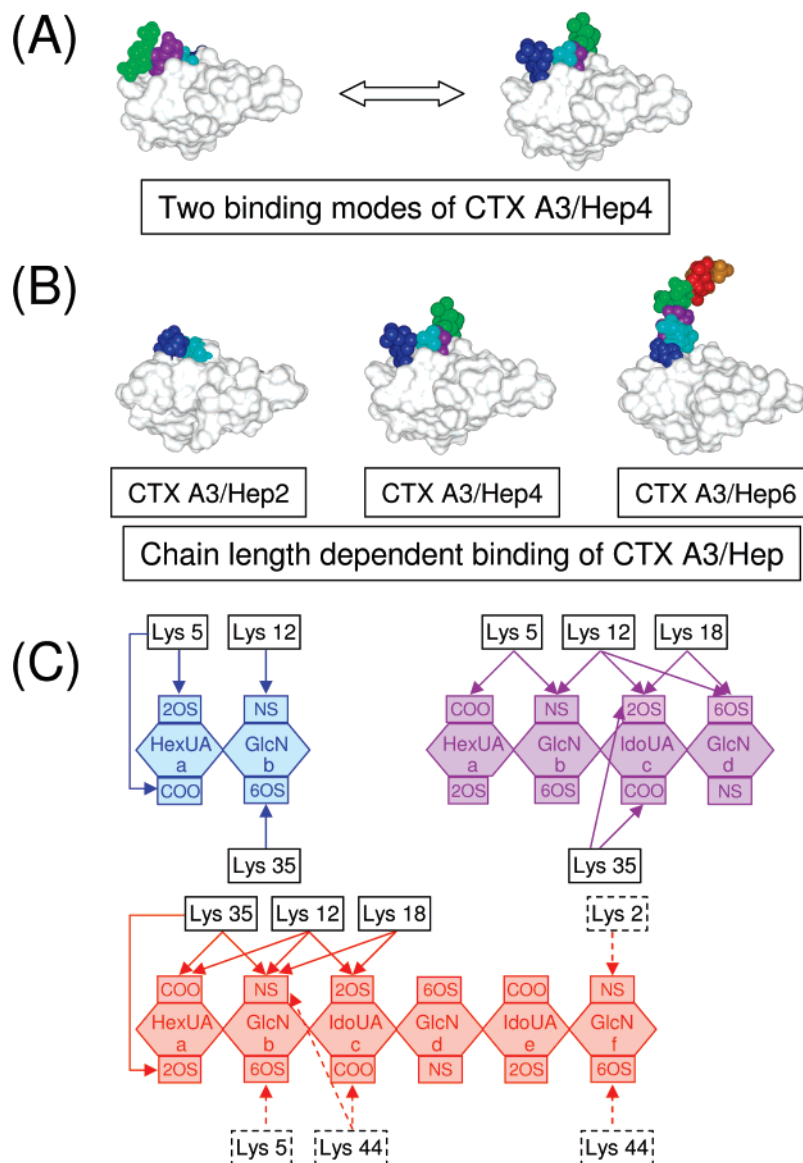 (A)
Two binding modes of CTX A3/Hep4
(B)
CTX A3/Hep2 CTX A3/Hep4 CTX A3/Hep6
Chain length dependent binding of CTX A3/Hep
(C)
Lys 5 Lys 12 Lys 5 Lys 12 Lys 18
2OS NS COO NS 2OS 6OS
HexUA GlcN HexUA GlcN IdoUA GlcN
a b a b c d
COO 6OS 2OS 6OS COO NS
Lys 35 Lys 35
Lys 35 Lys 12 Lys 18 Lys 2
COO NS 2OS 6OS COO NS
HexUA GlcN IdoUA GlcN IdoUA GlcN
a b c d e f
2OS 6OS COO NS 2OS 6OS
Lys 5 Lys 44 Lys 44